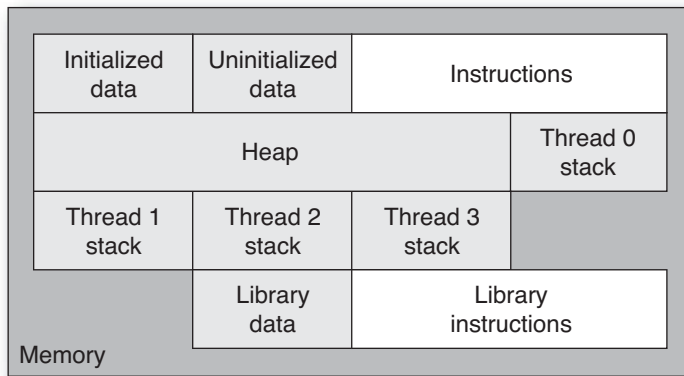 Initialized
data
Uninitialized
data
Instructions
Heap
Thread 0
stack
Thread 1
stack
Thread 2
stack
Thread 3
stack
Library
data
Library
instructions
Memory